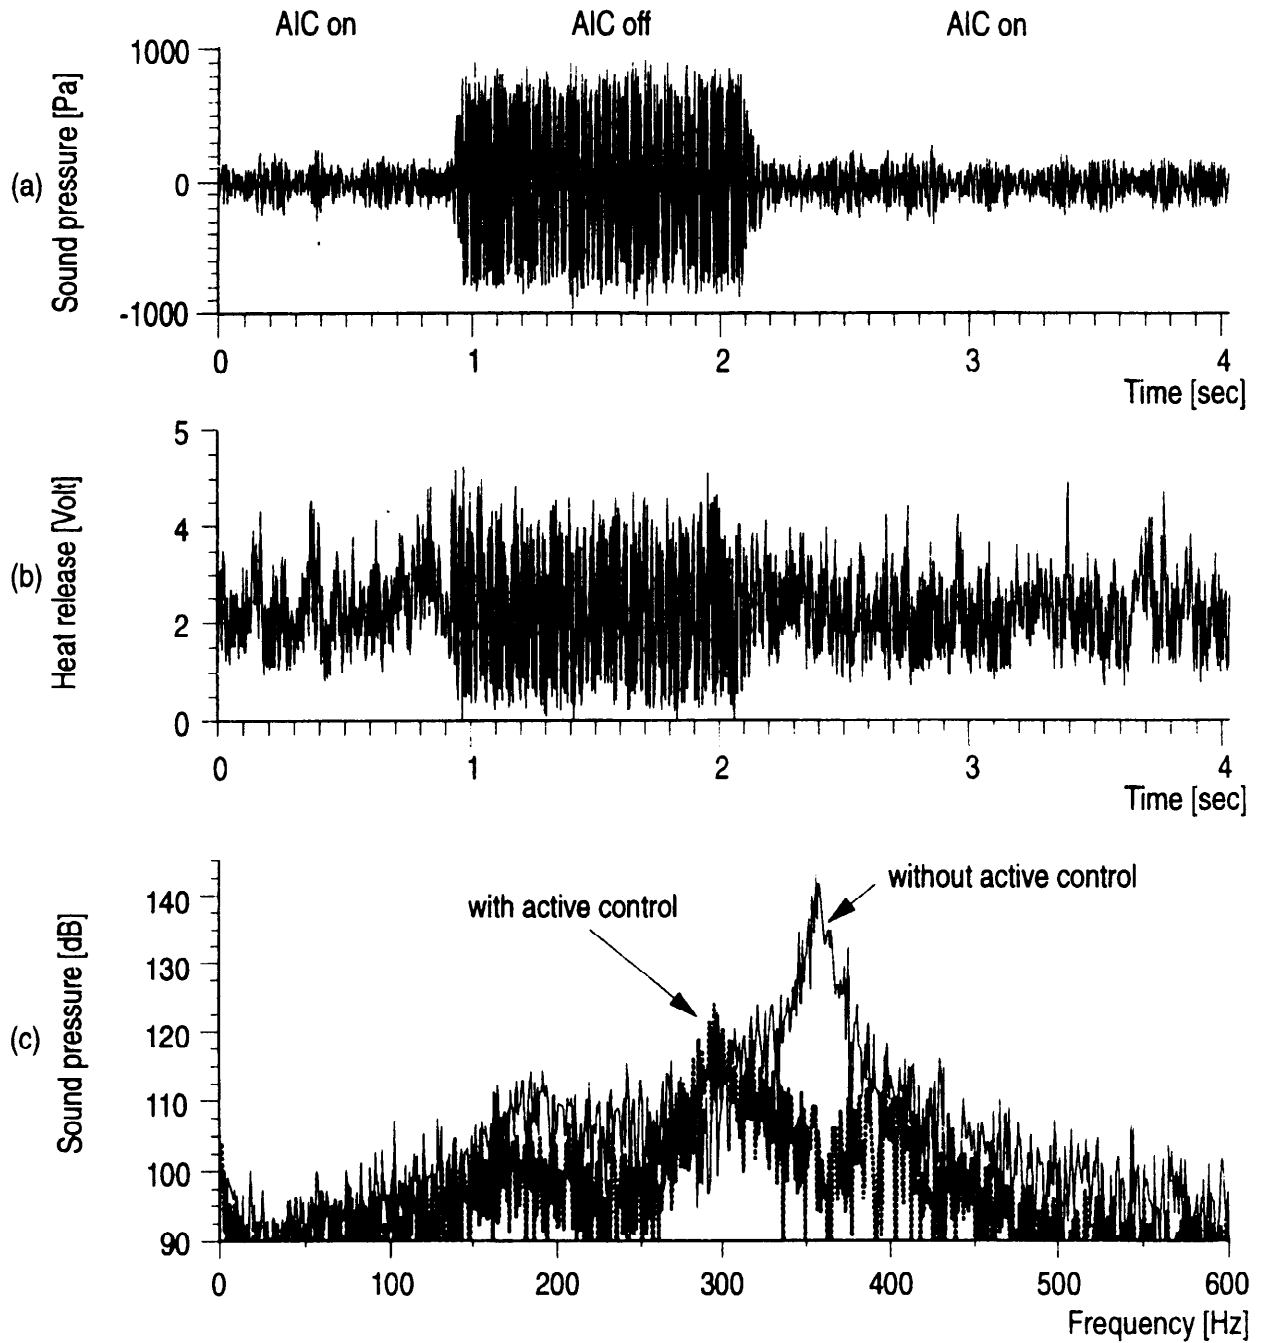 AIC on AIC off AIC on
(a)
Sound pressure [Pa]
1000
0
-1000
0 1 2 3 4
Time [sec]
(b)
Heat release [Volt]
5
4
2
0
0 1 2 3 4
Time [sec]
(c)
Sound pressure [dB]
140
130
120
110
100
90
with active control
without active control
0 100 200 300 400 500 600
Frequency [Hz]